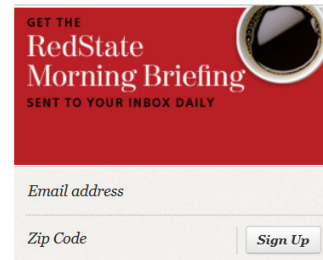 GET THE
RedState
Morning Briefing
SENT TO YOUR INBOX DAILY
Email address
Zip Code
Sign Up